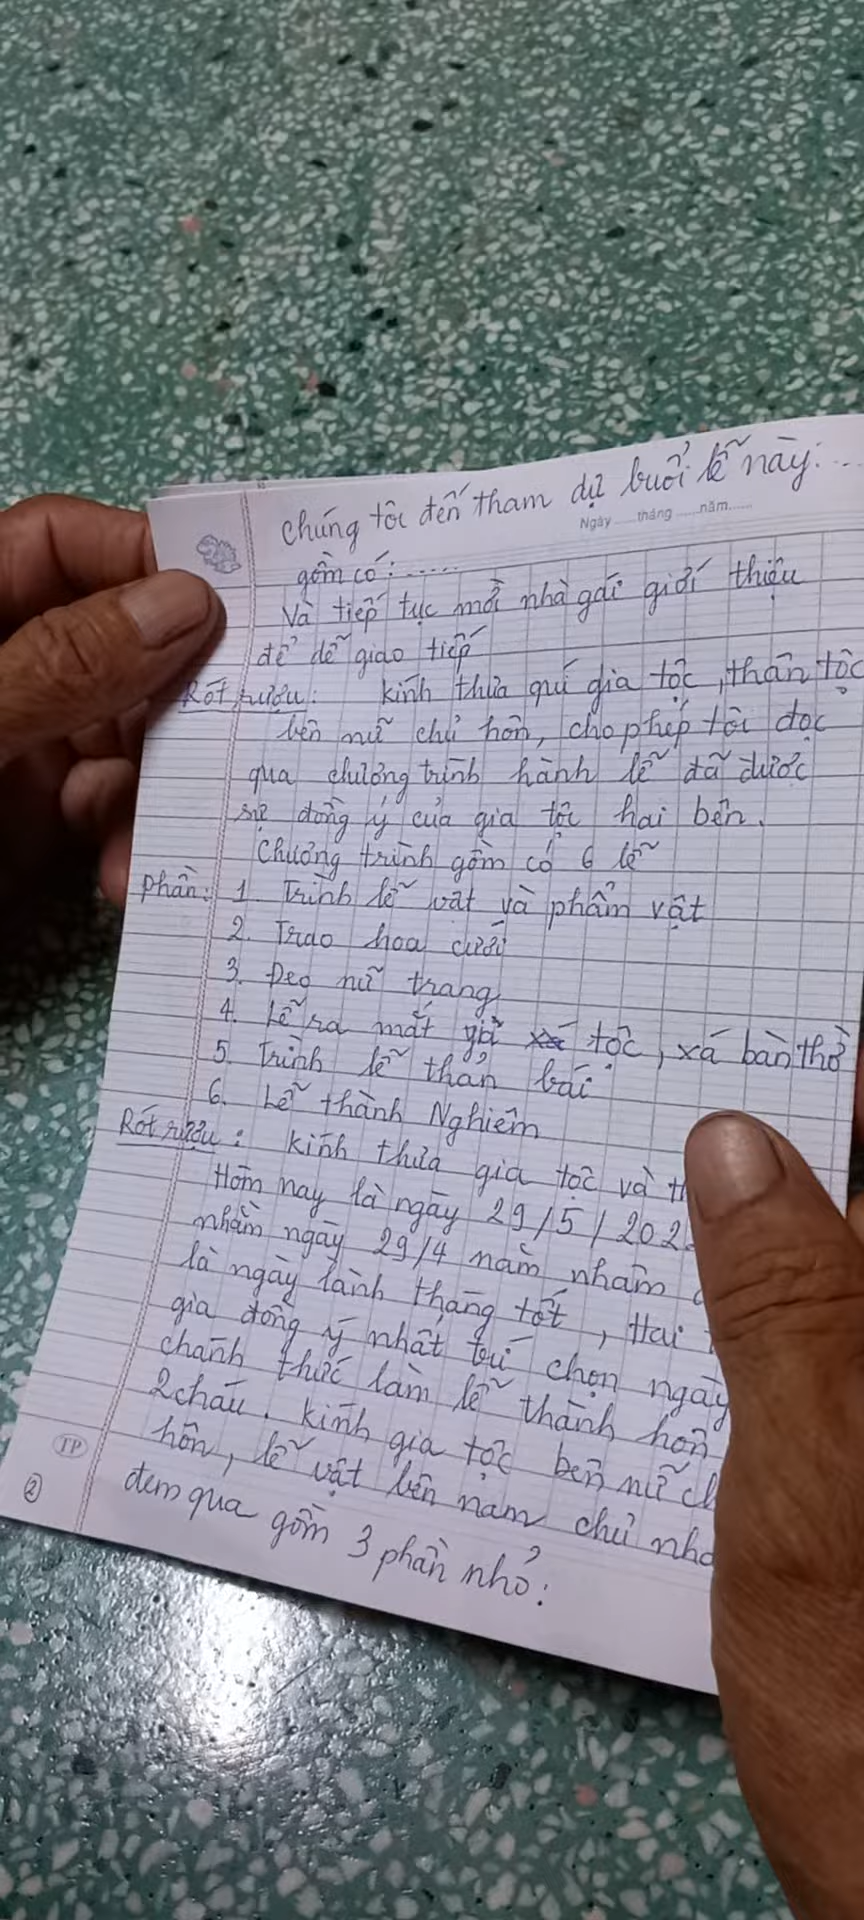 chúng tôi đến tham dự buổi lễ này:...
Ngày......tháng......năm......
gồm có:......
Và tiếp tục mời nhà gái giới thiệu
để dễ giao tiếp
Rót rượu: kính thưa quí gia tộc, thân tộc
bên nữ chủ hôn, cho phép tôi đọc
qua chương trình hành lễ đã được
sự đồng ý của gia tộc hai bên.
Chương trình gồm có 6 lễ
Phần: 1. Trình lễ vật và phẩm vật
2. Trao hoa cưới
3. Đeo nữ trang
4. Lễ ra mắt gia tộc, xá bàn thờ
5. Trình lễ thân bái
6. Lễ thành Nghiêm
Rót rượu: kính thưa gia tộc và
Hôm nay là ngày 29/5/202
nhằm ngày 29/4 năm nhâm
là ngày lành tháng tốt, Hai
gia đồng ý nhất trí chọn ngày
chánh thức làm lễ thành hôn
2 cháu. Kính gia tộc bên nữ
hôn, lễ vật bên nam chủ
đem qua gồm 3 phần nhỏ:
TP
2